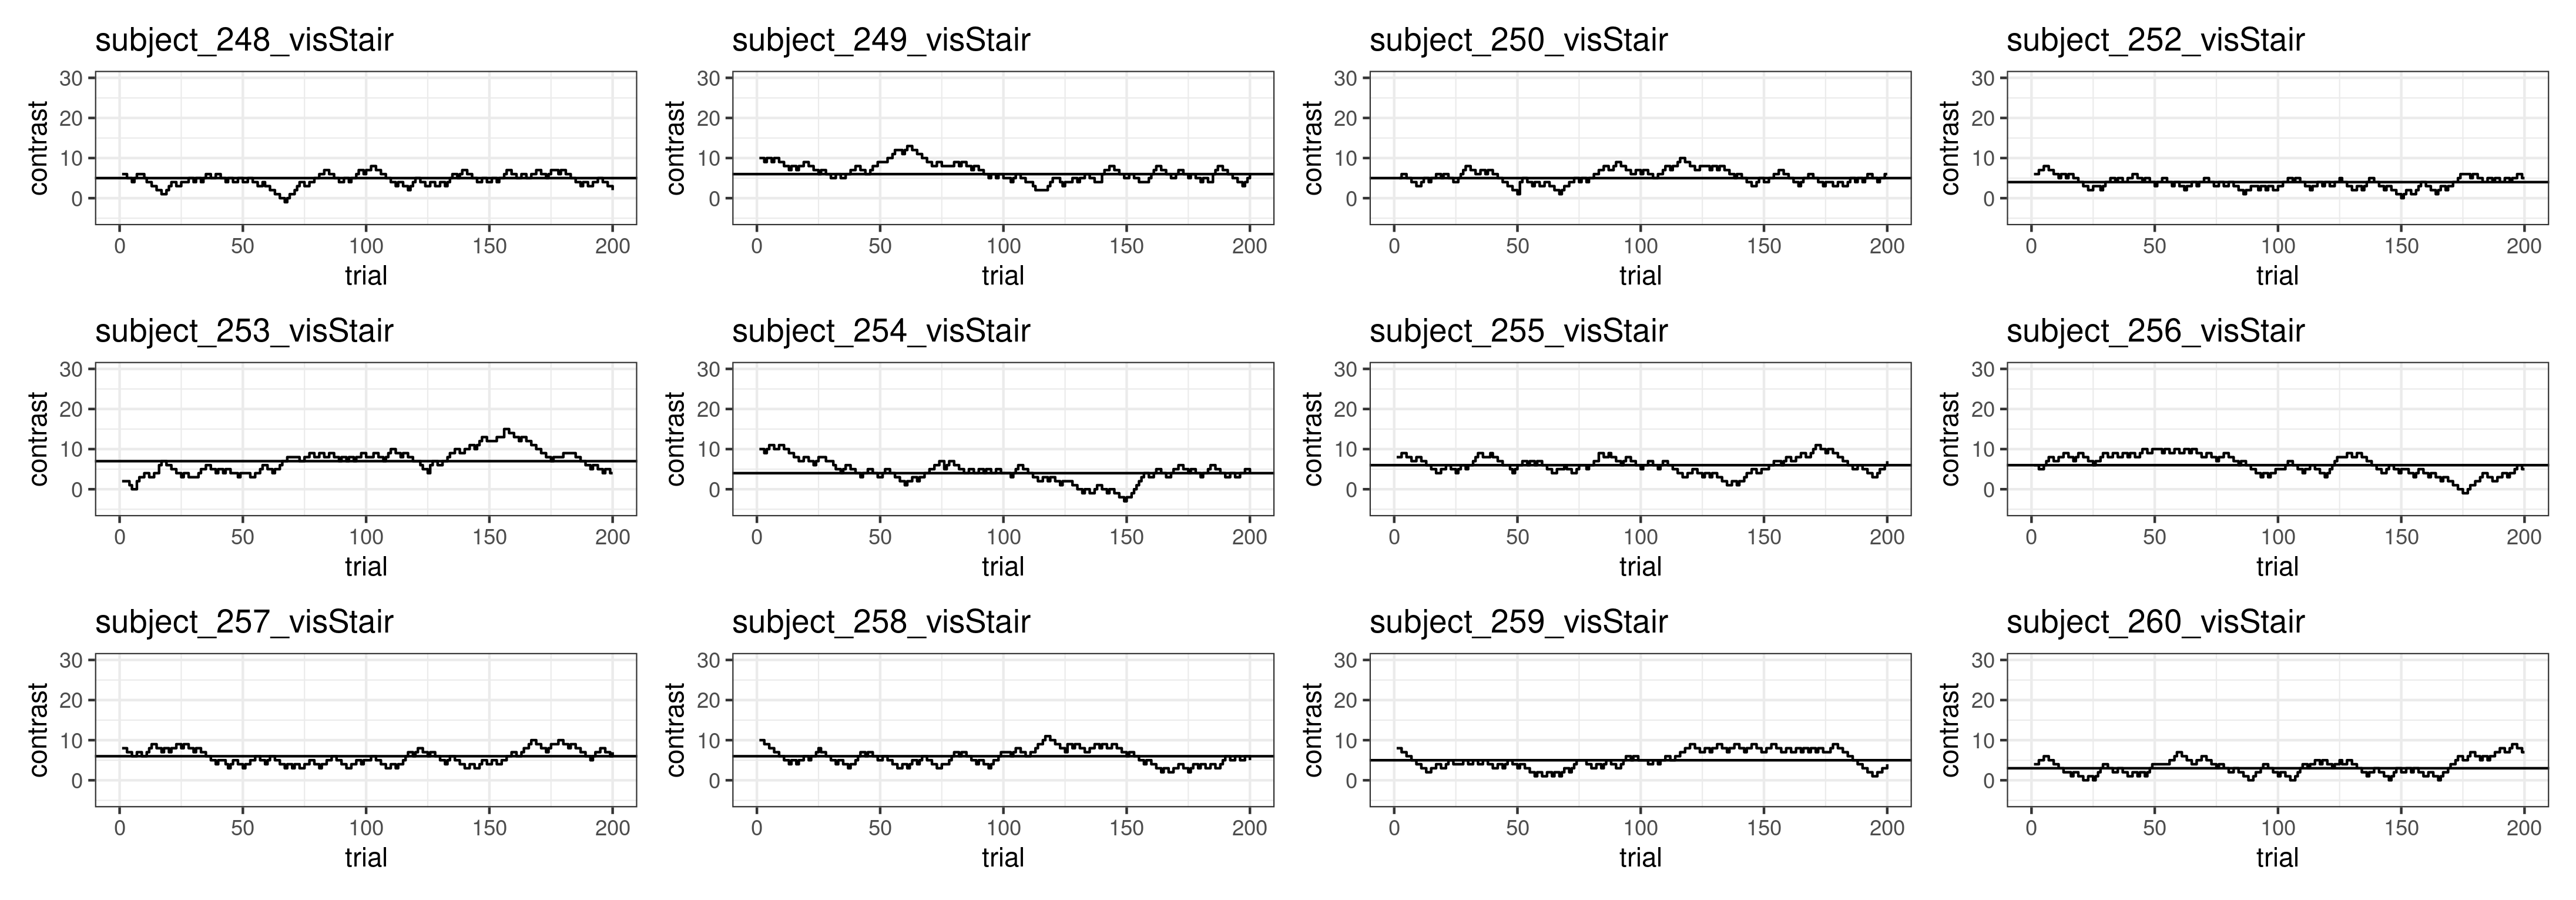 subject_248_visStair
contrast
30
20
10
0
0 50 100 150 200
trial
subject_249_visStair
contrast
30
20
10
0
0 50 100 150 200
trial
subject_250_visStair
contrast
30
20
10
0
0 50 100 150 200
trial
subject_252_visStair
contrast
30
20
10
0
0 50 100 150 200
trial
subject_253_visStair
contrast
30
20
10
0
0 50 100 150 200
trial
subject_254_visStair
contrast
30
20
10
0
0 50 100 150 200
trial
subject_255_visStair
contrast
30
20
10
0
0 50 100 150 200
trial
subject_256_visStair
contrast
30
20
10
0
0 50 100 150 200
trial
subject_257_visStair
contrast
30
20
10
0
0 50 100 150 200
trial
subject_258_visStair
contrast
30
20
10
0
0 50 100 150 200
trial
subject_259_visStair
contrast
30
20
10
0
0 50 100 150 200
trial
subject_260_visStair
contrast
30
20
10
0
0 50 100 150 200
trial